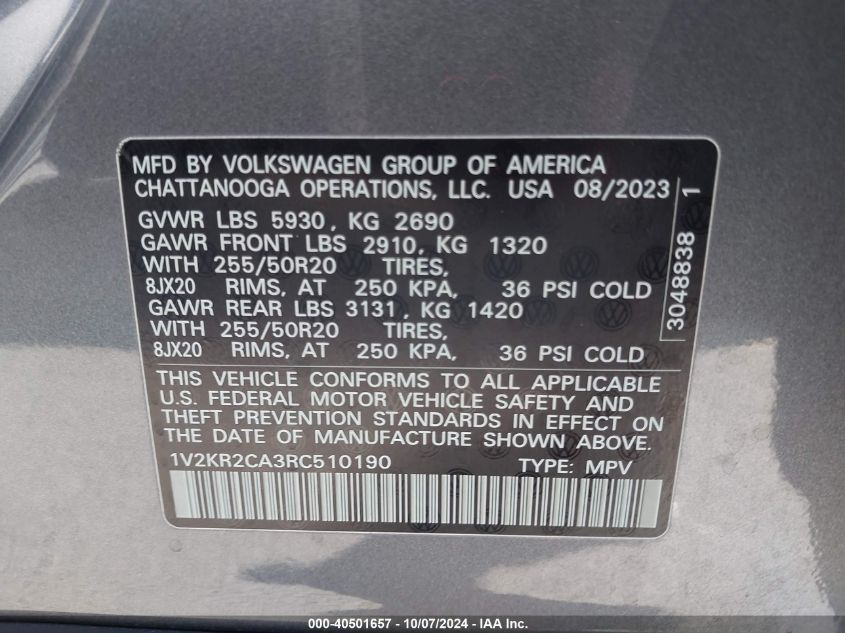 MFD BY VOLKSWAGEN GROUP OF AMERICA
CHATTANOOGA OPERATIONS, LLC. USA 08/2023
GVWR LBS 5930, KG 2690
GAWR FRONT LBS 2910, KG 1320
WITH 255/50R20 TIRES,
8JX20 RIMS, AT 250 KPA, 36 PSI COLD
GAWR REAR LBS 3131, KG 1420
WITH 255/50R20 TIRES,
8JX20 RIMS, AT 250 KPA, 36 PSI COLD
THIS VEHICLE CONFORMS TO ALL APPLICABLE
U.S. FEDERAL MOTOR VEHICLE SAFETY AND
THEFT PREVENTION STANDARDS IN EFFECT ON
THE DATE OF MANUFACTURE SHOWN ABOVE.
1V2KR2CA3RC510190 TYPE: MPV
3048838 1
000-40501657 - 10/07/2024 - IAA Inc.